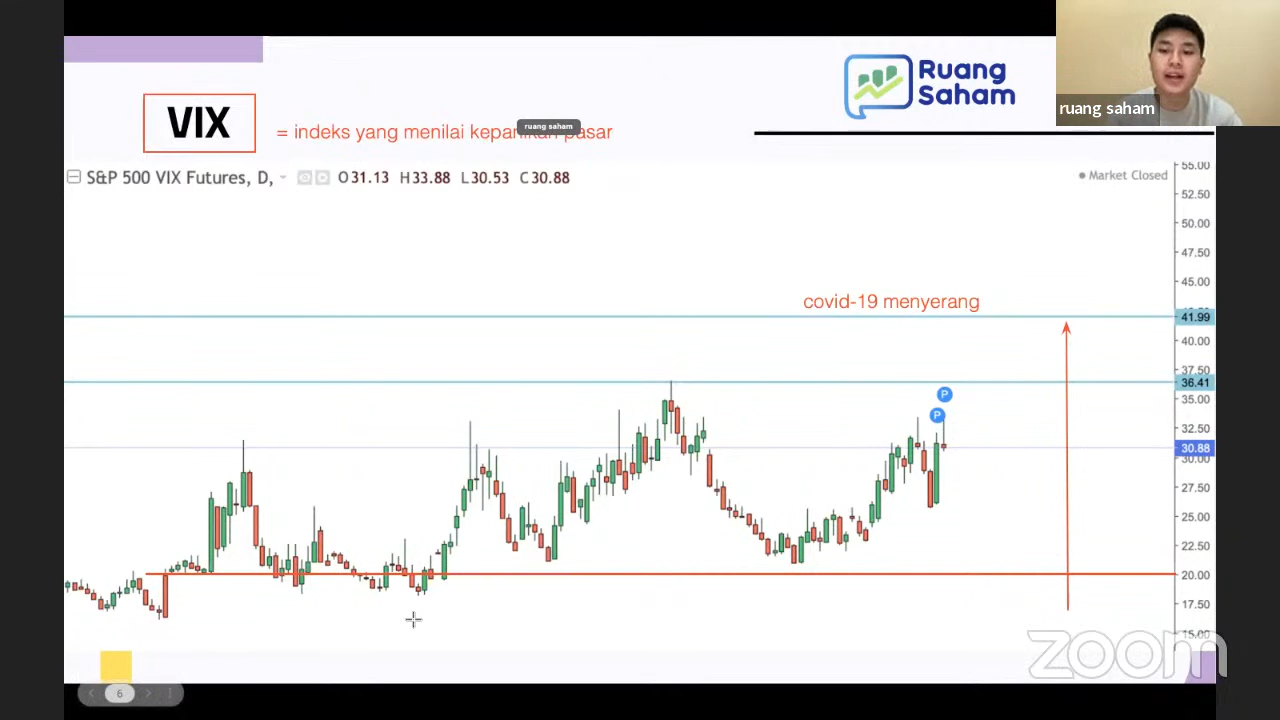 Ruang
Saham
ruang saham
VIX
= indeks yang menilai kepanikan pasar
ruang saham
S&P 500 VIX Futures, D,
O31.13 H33.88 L30.53 C30.88
Market Closed
55.00
52.50
50.00
47.50
45.00
covid-19 menyerang
41.99
40.00
37.50
36.41
35.00
P
P
32.50
30.88
30.00
27.50
25.00
22.50
20.00
17.50
15.00
zoom
6